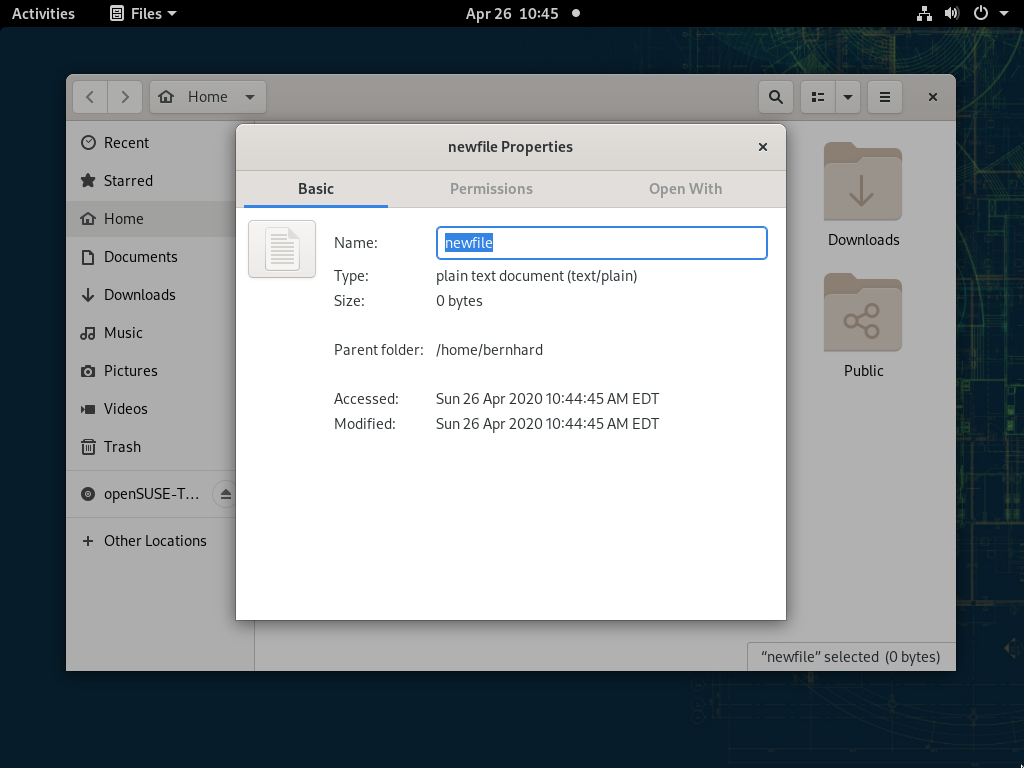 Activities Files Apr 26 10:45
Home
Recent
Starred
Home
Documents
Downloads
Music
Pictures
Videos
Trash
openSUSE-T…
Other Locations
newfile Properties
Basic Permissions Open With
Name: newfile
Type: plain text document (text/plain)
Size: 0 bytes
Parent folder: /home/bernhard
Accessed: Sun 26 Apr 2020 10:44:45 AM EDT
Modified: Sun 26 Apr 2020 10:44:45 AM EDT
Downloads
Public
“newfile” selected (0 bytes)